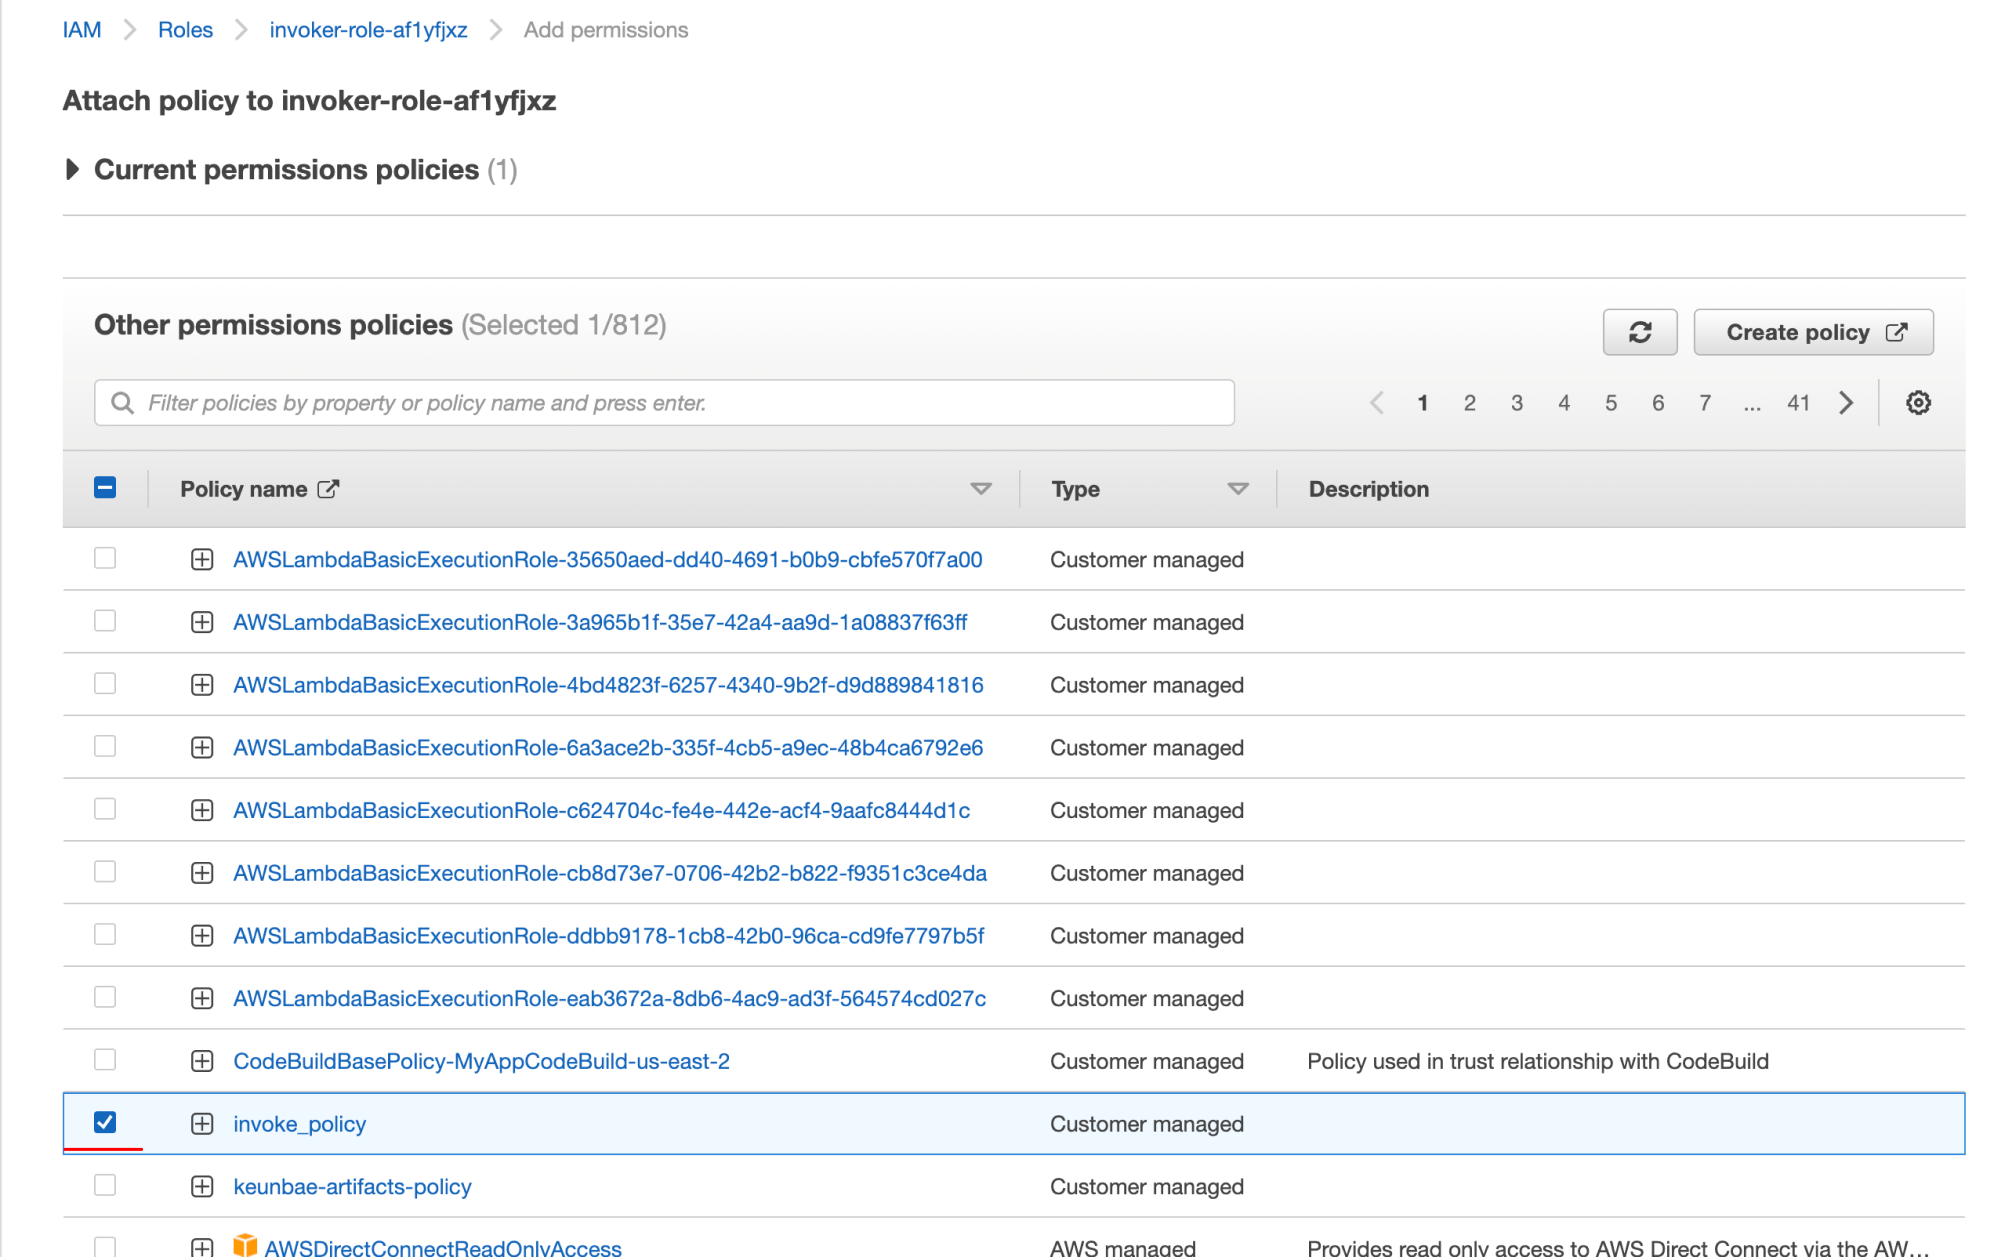 IAM Roles invoker-role-af1yfjxz Add permissions
Attach policy to invoker-role-af1yfjxz
Current permissions policies (1)
Other permissions policies (Selected 1/812)
Create policy
Filter policies by property or policy name and press enter.
1 2 3 4 5 6 7 ... 41
Policy name Type Description
AWSLambdaBasicExecutionRole-35650aed-dd40-4691-b0b9-cbfe570f7a00 Customer managed
AWSLambdaBasicExecutionRole-3a965b1f-35e7-42a4-aa9d-1a08837f63ff Customer managed
AWSLambdaBasicExecutionRole-4bd4823f-6257-4340-9b2f-d9d889841816 Customer managed
AWSLambdaBasicExecutionRole-6a3ace2b-335f-4cb5-a9ec-48b4ca6792e6 Customer managed
AWSLambdaBasicExecutionRole-c624704c-fe4e-442e-acf4-9aafc8444d1c Customer managed
AWSLambdaBasicExecutionRole-cb8d73e7-0706-42b2-b822-f9351c3ce4da Customer managed
AWSLambdaBasicExecutionRole-ddbb9178-1cb8-42b0-96ca-cd9fe7797b5f Customer managed
AWSLambdaBasicExecutionRole-eab3672a-8db6-4ac9-ad3f-564574cd027c Customer managed
CodeBuildBasePolicy-MyAppCodeBuild-us-east-2 Customer managed Policy used in trust relationship with CodeBuild
invoke_policy Customer managed
keunbae-artifacts-policy Customer managed
AWSDirectConnectReadOnlyAccess AWS managed Provides read only access to AWS Direct Connect via the AW...